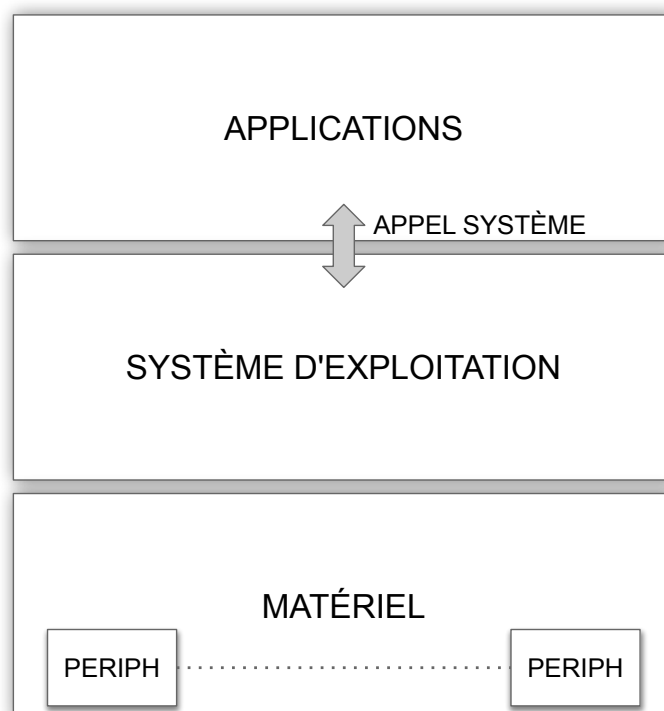 APPLICATIONS
APPEL SYSTÈME
SYSTÈME D'EXPLOITATION
MATÉRIEL
PERIPH
PERIPH